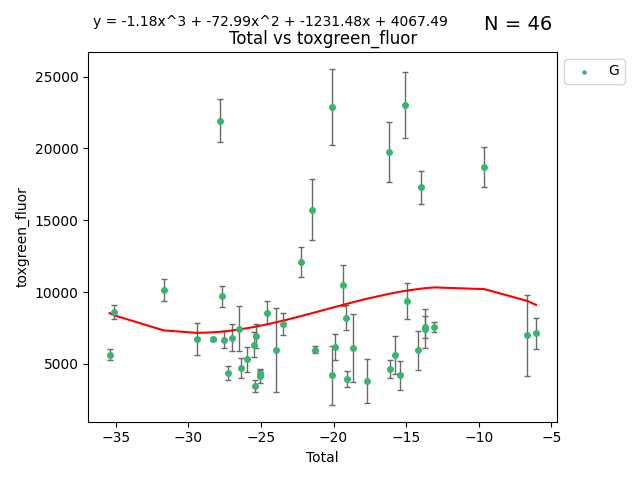 y = -1.18x^3 + -72.99x^2 + -1231.48x + 4067.49
N = 46
Total vs toxgreen_fluor
G
25000
20000
15000
10000
5000
toxgreen_fluor
−35
−30
−25
−20
−15
−10
−5
Total